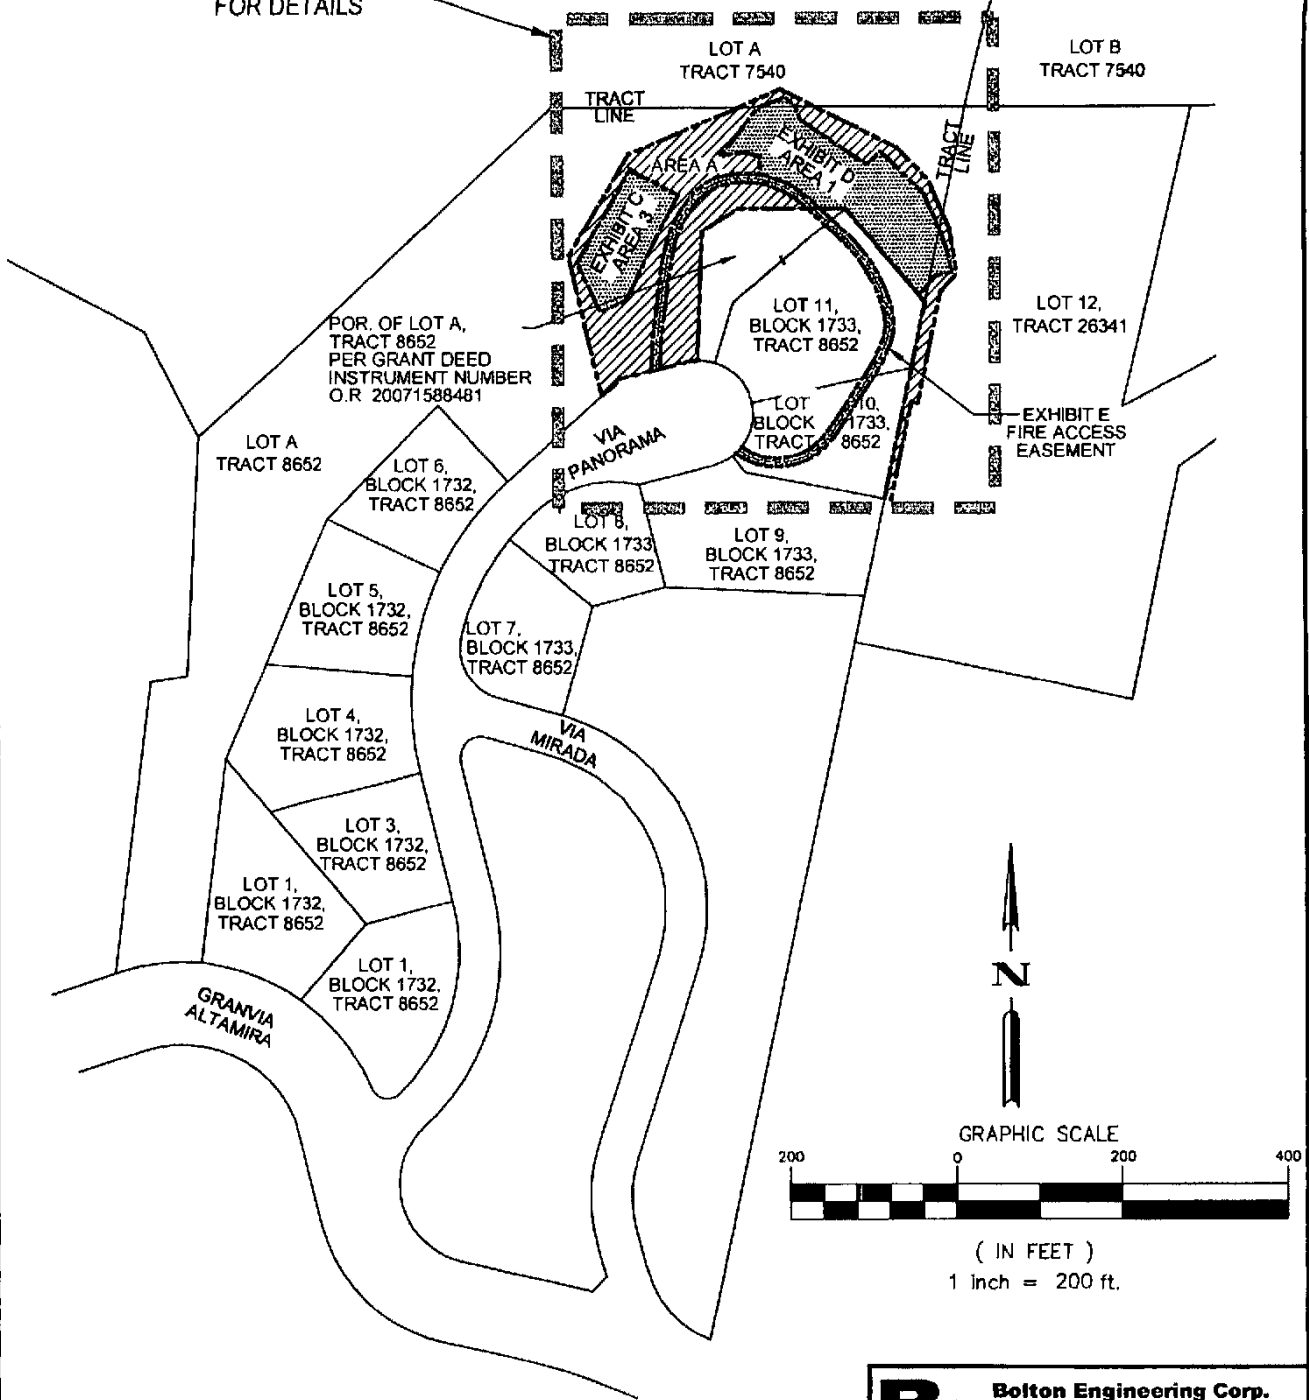 FOR DETAILS
LOT A
TRACT 7540
LOT B
TRACT 7540
TRACT
LINE
TRACT
LINE
AREA A
EXHIBIT D
AREA 1
EXHIBIT C
AREA 3
LOT 11,
BLOCK 1733,
TRACT 8652
LOT 12,
TRACT 26341
POR. OF LOT A,
TRACT 8652
PER GRANT DEED
INSTRUMENT NUMBER
O.R 20071588481
LOT 10,
BLOCK 1733,
TRACT 8652
EXHIBIT E
FIRE ACCESS
EASEMENT
VIA
PANORAMA
LOT A
TRACT 8652
LOT 6,
BLOCK 1732,
TRACT 8652
LOT 8,
BLOCK 1733
TRACT 8652
LOT 9,
BLOCK 1733,
TRACT 8652
LOT 5,
BLOCK 1732,
TRACT 8652
LOT 7,
BLOCK 1733,
TRACT 8652
LOT 4,
BLOCK 1732,
TRACT 8652
VIA
MIRADA
LOT 3,
BLOCK 1732,
TRACT 8652
LOT 1,
BLOCK 1732,
TRACT 8652
LOT 1,
BLOCK 1732,
TRACT 8652
GRANVIA
ALTAMIRA
N
GRAPHIC SCALE
200 0 200 400
( IN FEET )
1 inch = 200 ft.
Bolton Engineering Corp.